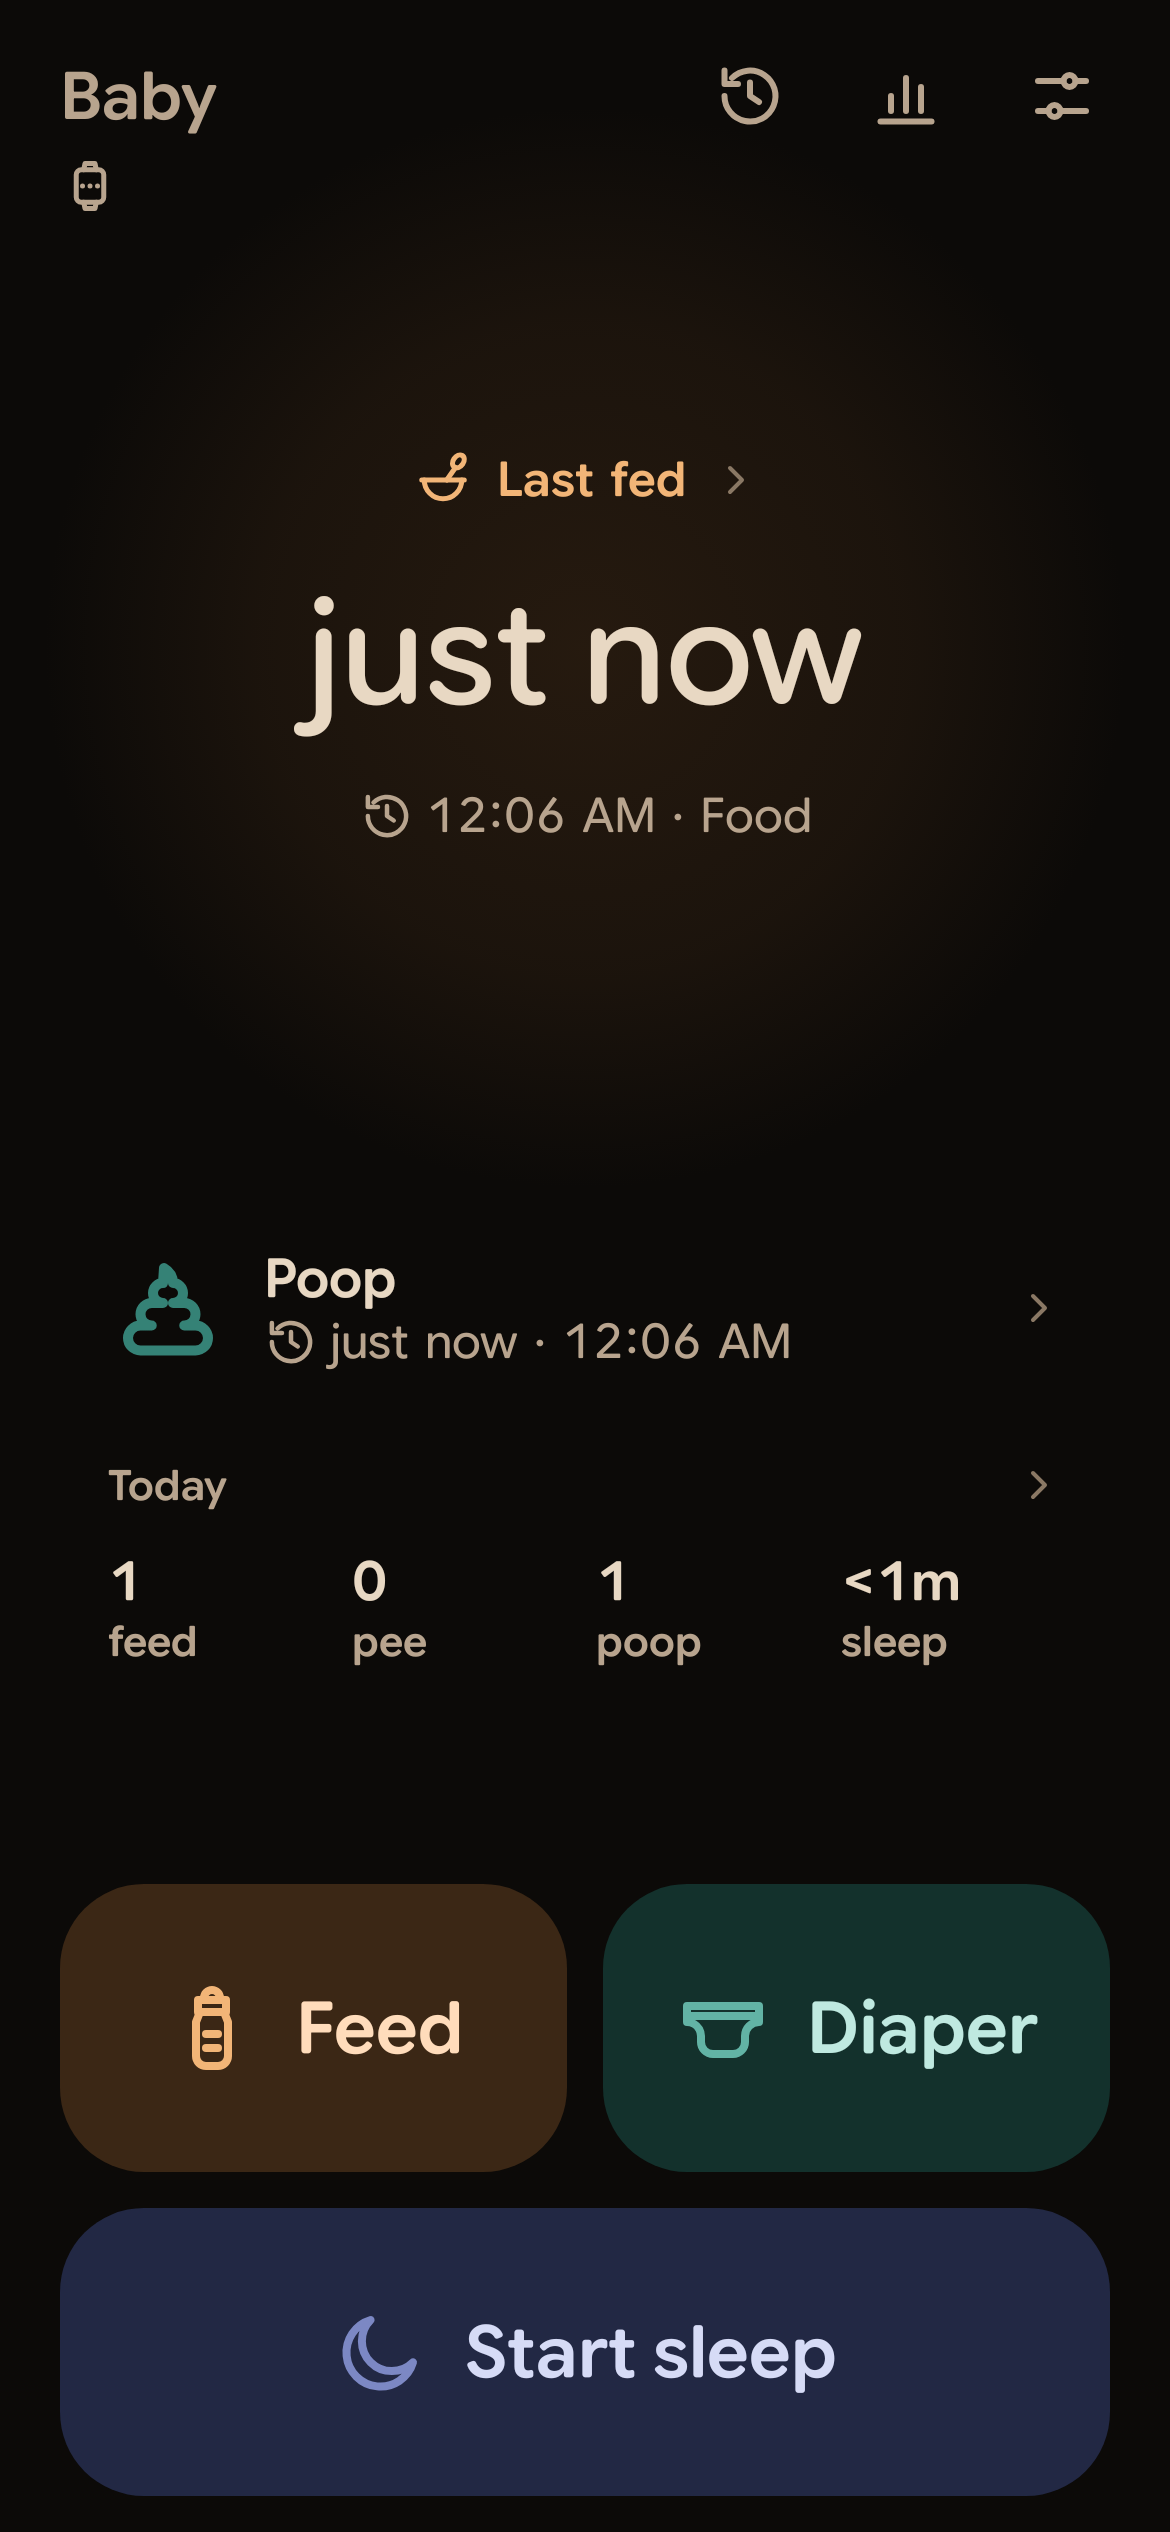 Baby
Last fed
just now
12:06 AM · Food
Poop
just now · 12:06 AM
Today
1 0 1 <1m
feed pee poop sleep
Feed Diaper
Start sleep